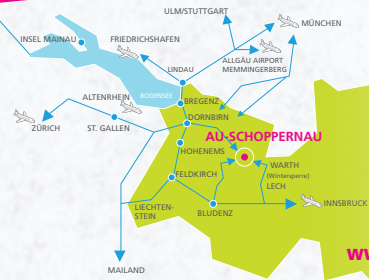 ULM/STUTTGART
MÜNCHEN
INSEL MAINAU
FRIEDRICHSHAFEN
ALLGÄU AIRPORT
MEMMINGERBERG
LINDAU
ALTENRHEIN
BODENSEE
BREGENZ
DORNBIRN
ZÜRICH
ST. GALLEN
AU-SCHOPPERNAU
HOHENEMS
WARTH
(Wintersperre)
LECH
FELDKIRCH
LIECHTEN-
STEIN
BLUDENZ
INNSBRUCK
MAILAND